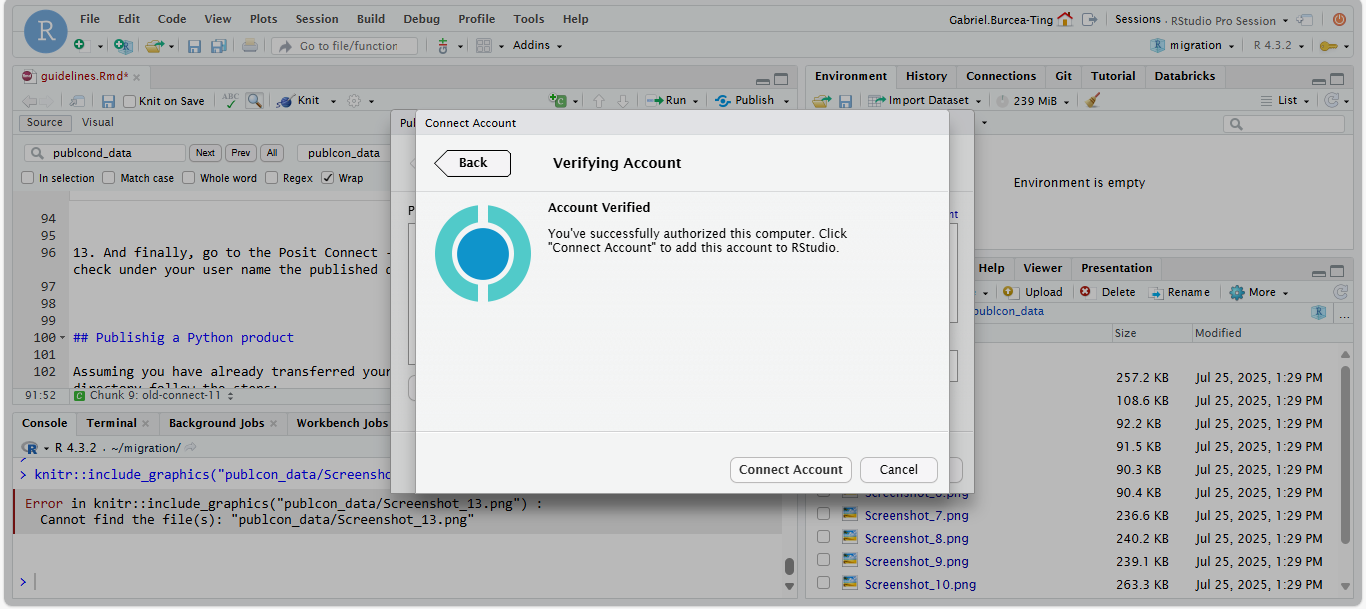 File Edit Code View Plots Session Build Debug Profile Tools Help
Gabriel.Burcea-Ting Sessions RStudio Pro Session
R
Go to file/function Addins
migration R 4.3.2
guidelines.Rmd*
Environment History Connections Git Tutorial Databricks
Knit on Save ABC Knit Run Publish
Import Dataset 239 MiB List
Source Visual
publcond_data Next Prev All publcon_data
In selection Match case Whole word Regex Wrap
94
95
96 13. And finally, go to the Posit Connect
check under your user name the published
97
98
99
100 ## Publishig a Python product
101
102 Assuming you have already transferred your
directory follow the steps:
91:52 Chunk 9: old-connect-11
Console Terminal Background Jobs Workbench Jobs
R 4.3.2 · ~/migration/
> knitr::include_graphics("publcon_data/Screensho
Error in knitr::include_graphics("publcon_data/Screenshot_13.png") :
Cannot find the file(s): "publcon_data/Screenshot_13.png"
>
Connect Account
Back Verifying Account
Account Verified
You've successfully authorized this computer. Click
"Connect Account" to add this account to RStudio.
Connect Account Cancel
Environment is empty
Help Viewer Presentation
Upload Delete Rename More
publcon_data ...
Size Modified
257.2 KB Jul 25, 2025, 1:29 PM
108.6 KB Jul 25, 2025, 1:29 PM
92.2 KB Jul 25, 2025, 1:29 PM
91.5 KB Jul 25, 2025, 1:29 PM
90.3 KB Jul 25, 2025, 1:29 PM
Screenshot_6.png 90.4 KB Jul 25, 2025, 1:29 PM
Screenshot_7.png 236.6 KB Jul 25, 2025, 1:29 PM
Screenshot_8.png 240.2 KB Jul 25, 2025, 1:29 PM
Screenshot_9.png 239.1 KB Jul 25, 2025, 1:29 PM
Screenshot_10.png 263.3 KB Jul 25, 2025, 1:29 PM